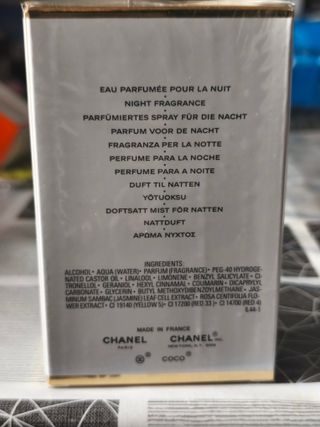 EAU PARFUMÉE POUR LA NUIT
NIGHT FRAGRANCE
PARFÜMIERTES SPRAY FÜR DIE NACHT
PARFUM VOOR DE NACHT
FRAGRANZA PER LA NOTTE
PERFUME PARA LA NOCHE
PERFUME PARA A NOITE
DUFT TIL NATTEN
YÖTUOKSU
DOFTSATT MIST FÖR NATTEN
NATTDUFT
ΑΡΩΜΑ ΝΥΧΤΟΣ
INGREDIENTS:
ALCOHOL • AQUA (WATER) • PARFUM (FRAGRANCE) • PEG-40 HYDROGE-
NATED CASTOR OIL • LINALOOL • LIMONENE • BENZYL SALICYLATE • CI-
TRONELLOL • GERANIOL • HEXYL CINNAMAL • COUMARIN • DICAPRYLYL
CARBONATE • GLYCERIN • BUTYL METHOXYDIBENZOYLMETHANE • JAS-
MINUM SAMBAC (JASMINE) LEAF CELL EXTRACT • ROSA CENTIFOLIA FLO-
WER EXTRACT • CI 19140 (YELLOW 5) • CI 17200 (RED 33) • CI 14700 (RED 4)
IL44-1
MADE IN FRANCE
CHANEL CHANEL INC.
PARIS NEW YORK, N.Y.
COCO